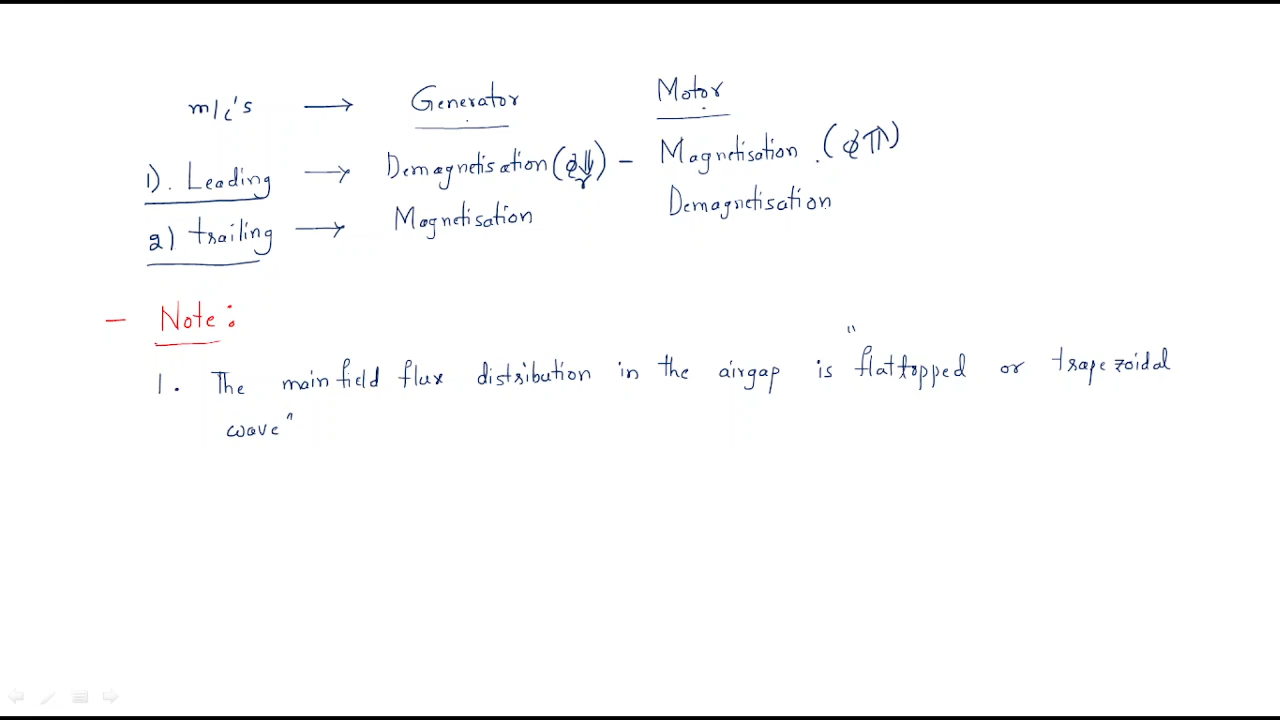 m/c's → Generator Motor
1). Leading → Demagnetisation (φ⇓) – Magnetisation (φ⇑)
2) trailing → Magnetisation Demagnetisation
– Note:
1. The main field flux distribution in the airgap is "flattopped or trapezoidal
wave"